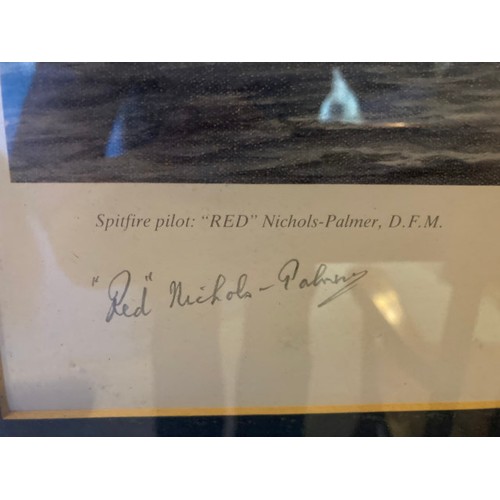 Spitfire pilot: “RED” Nichols-Palmer, D.F.M.
"Red" Nichols - Palmer